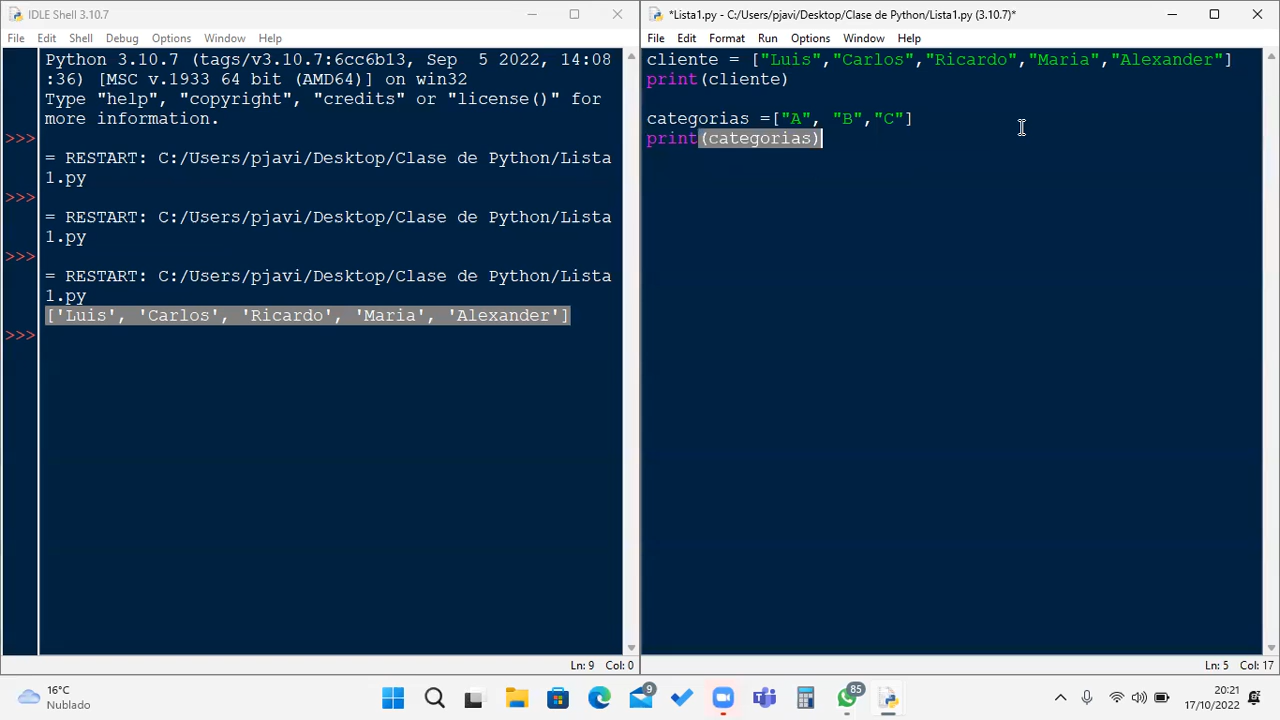 IDLE Shell 3.10.7
File Edit Shell Debug Options Window Help
Python 3.10.7 (tags/v3.10.7:6cc6b13, Sep  5 2022, 14:08
:36) [MSC v.1933 64 bit (AMD64)] on win32
Type "help", "copyright", "credits" or "license()" for
more information.
>>>
= RESTART: C:/Users/pjavi/Desktop/Clase de Python/Lista
1.py
>>>
= RESTART: C:/Users/pjavi/Desktop/Clase de Python/Lista
1.py
>>>
= RESTART: C:/Users/pjavi/Desktop/Clase de Python/Lista
1.py
['Luis', 'Carlos', 'Ricardo', 'Maria', 'Alexander']
>>>
Ln: 9 Col: 0
*Lista1.py - C:/Users/pjavi/Desktop/Clase de Python/Lista1.py (3.10.7)*
File Edit Format Run Options Window Help
cliente = ["Luis","Carlos","Ricardo","Maria","Alexander"]
print(cliente)
categorias =["A", "B","C"]
print(categorias)
Ln: 5 Col: 17
16°C
Nublado
9
85
20:21
17/10/2022